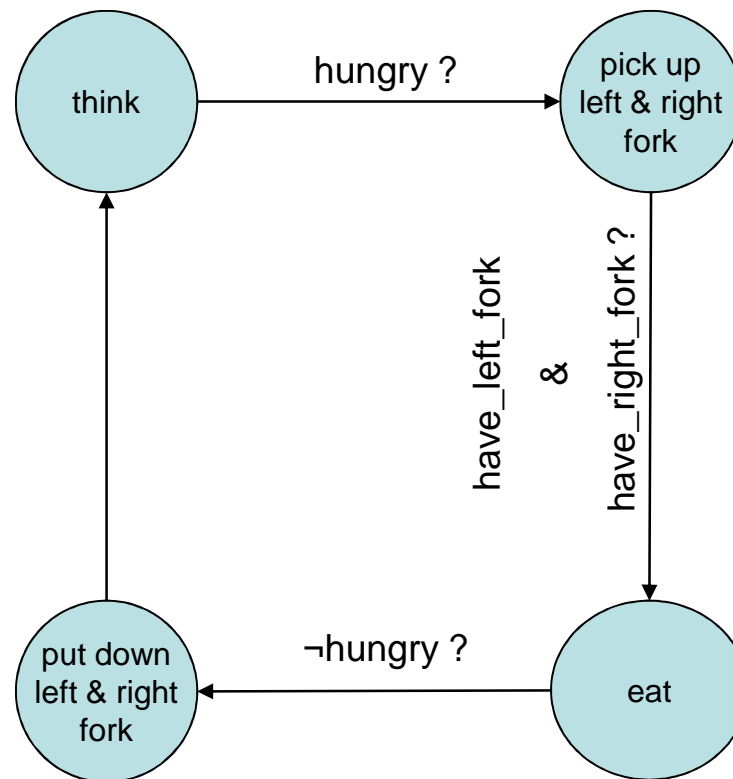 think
hungry ?
pick up
left & right
fork
have_left_fork
&
have_right_fork ?
eat
¬hungry ?
put down
left & right
fork